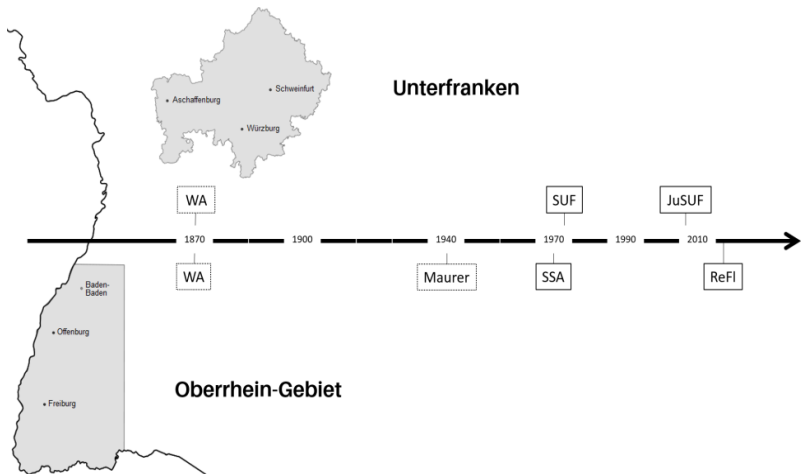 Unterfranken
Schweinfurt
Aschaffenburg
Würzburg
WA
SUF
JuSUF
1870
1900
1940
1970
1990
2010
WA
Maurer
SSA
ReFI
Baden-
Baden
Offenburg
Oberrhein-Gebiet
Freiburg